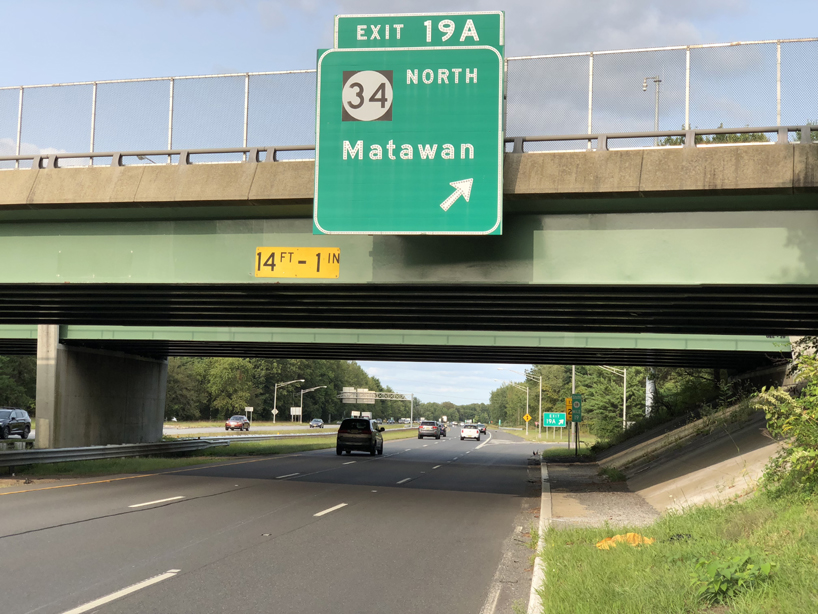 EXIT 19A
34 NORTH
Matawan
14 FT - 1 IN
EXIT
19A